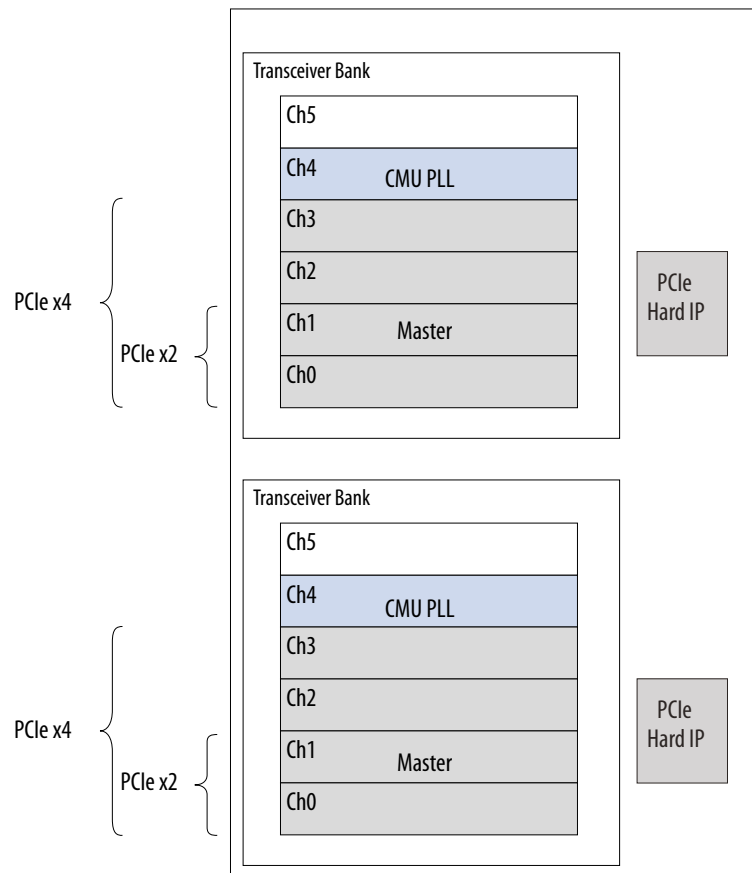 Transceiver Bank
Ch5
Ch4 CMU PLL
Ch3
Ch2
Ch1 Master
Ch0
PCIe x4
PCIe x2
PCIe
Hard IP
Transceiver Bank
Ch5
Ch4 CMU PLL
Ch3
Ch2
Ch1 Master
Ch0
PCIe x4
PCIe x2
PCIe
Hard IP